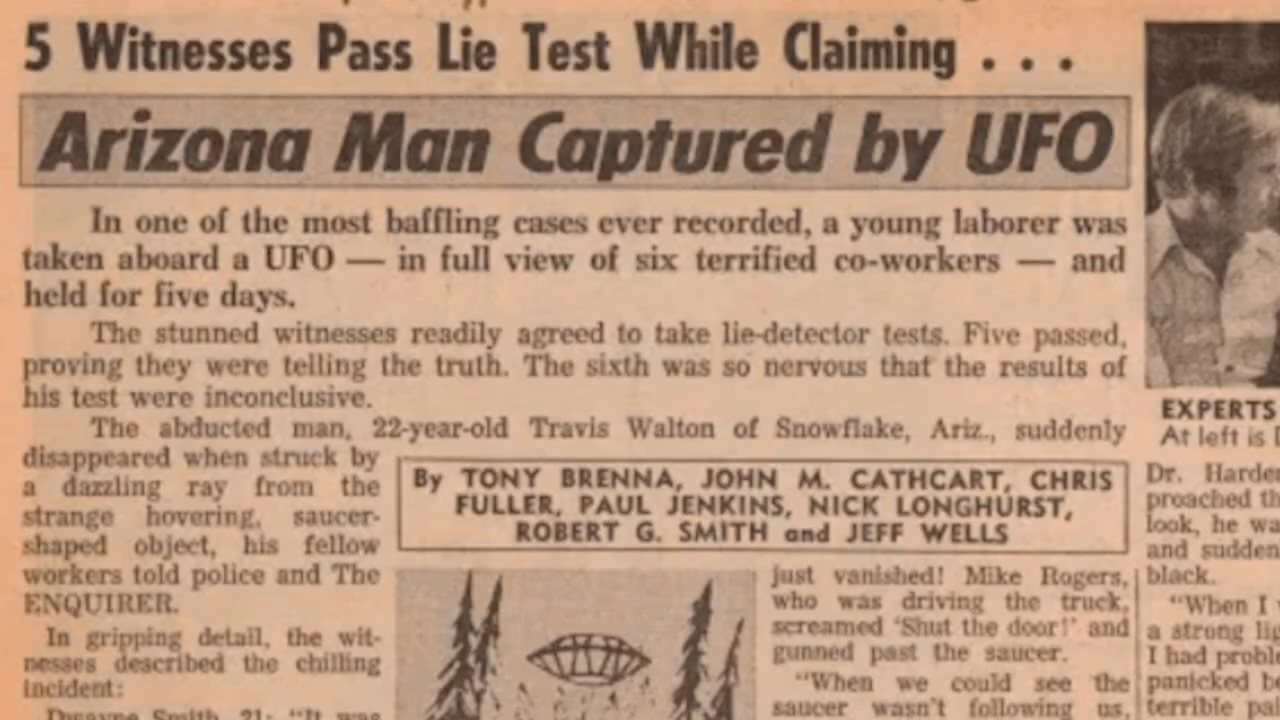 5 Witnesses Pass Lie Test While Claiming . . .
Arizona Man Captured by UFO
In one of the most baffling cases ever recorded, a young laborer was
taken aboard a UFO — in full view of six terrified co-workers — and
held for five days.
The stunned witnesses readily agreed to take lie-detector tests. Five passed,
proving they were telling the truth. The sixth was so nervous that the results of
his test were inconclusive.
The abducted man, 22-year-old Travis Walton of Snowflake, Ariz., suddenly
disappeared when struck by
a dazzling ray from the
strange hovering, saucer-
shaped object, his fellow
workers told police and The
ENQUIRER.
In gripping detail, the wit-
nesses described the chilling
incident:
Smith, 21: "It was
By TONY BRENNA, JOHN M. CATHCART, CHRIS
FULLER, PAUL JENKINS, NICK LONGHURST,
ROBERT G. SMITH and JEFF WELLS
just vanished! Mike Rogers,
who was driving the truck,
screamed 'Shut the door!' and
gunned past the saucer.
"When we could see the
saucer wasn't following us,
EXPERTS
At left is
Dr. Harde
proached th
look, he wa
and sudden
black.
"When I
a strong lig
I had proble
panicked be
terrible pai